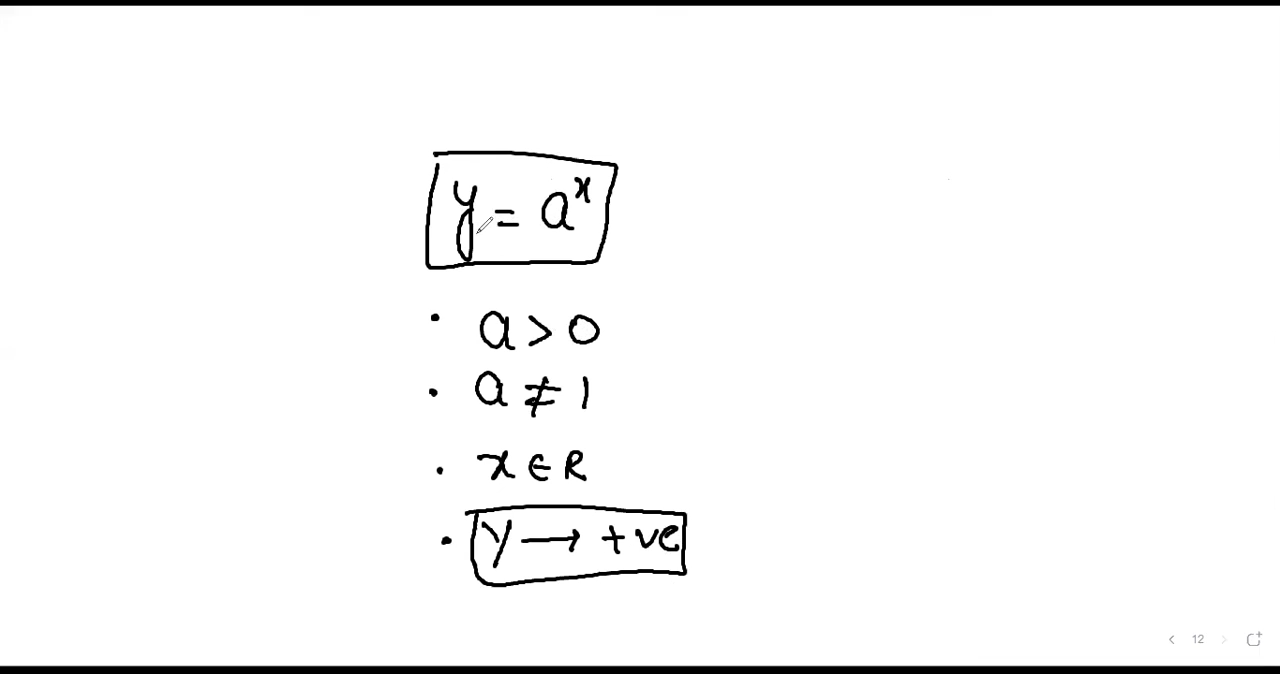 y = a^x
• a > 0
• a ≠ 1
• x ∈ R
• y → +ve
12